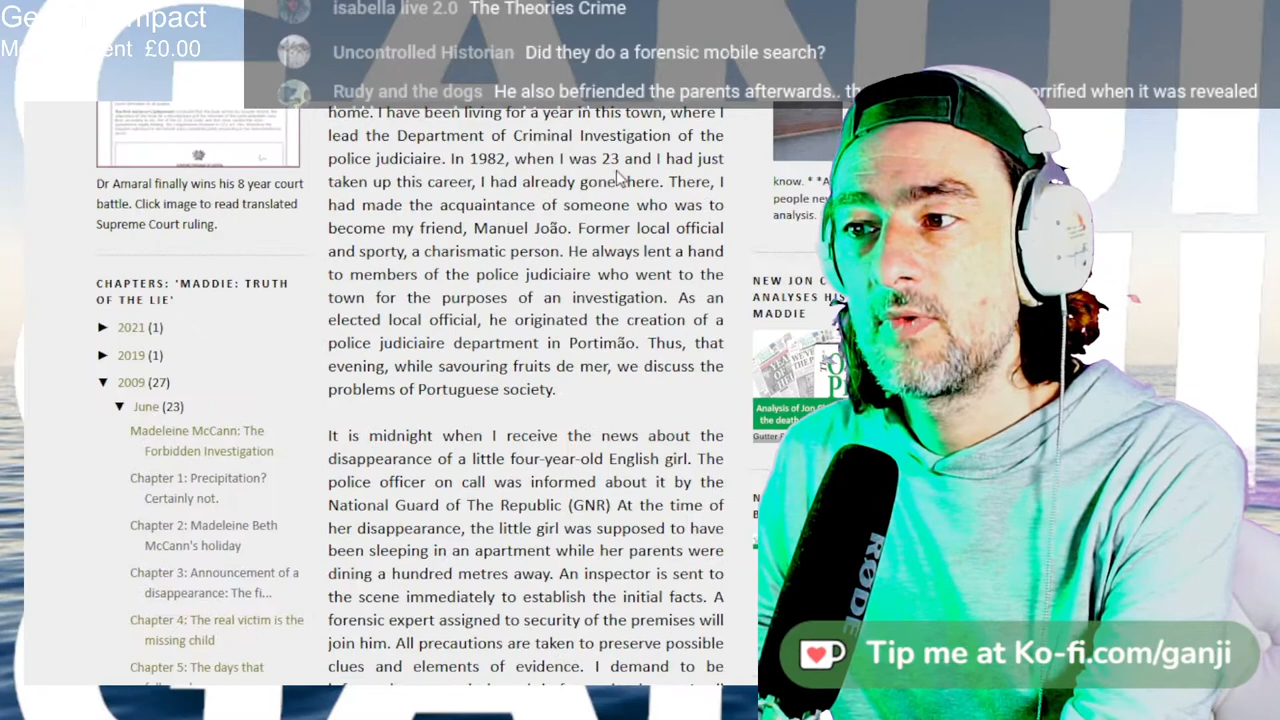 isabella live 2.0 The Theories Crime
Uncontrolled Historian Did they do a forensic mobile search?
Rudy and the dogs He also befriended the parents afterwards.. orrified when it was revealed
£0.00
home. I have been living for a year in this town, where I
lead the Department of Criminal Investigation of the
police judiciaire. In 1982, when I was 23 and I had just
taken up this career, I had already gone there. There, I
had made the acquaintance of someone who was to
become my friend, Manuel João. Former local official
and sporty, a charismatic person. He always lent a hand
to members of the police judiciaire who went to the
town for the purposes of an investigation. As an
elected local official, he originated the creation of a
police judiciaire department in Portimão. Thus, that
evening, while savouring fruits de mer, we discuss the
problems of Portuguese society.
It is midnight when I receive the news about the
disappearance of a little four-year-old English girl. The
police officer on call was informed about it by the
National Guard of The Republic (GNR) At the time of
her disappearance, the little girl was supposed to have
been sleeping in an apartment while her parents were
dining a hundred metres away. An inspector is sent to
the scene immediately to establish the initial facts. A
forensic expert assigned to security of the premises will
join him. All precautions are taken to preserve possible
clues and elements of evidence. I demand to be
Dr Amaral finally wins his 8 year court
battle. Click image to read translated
Supreme Court ruling.
CHAPTERS: 'MADDIE: TRUTH
OF THE LIE'
► 2021 (1)
► 2019 (1)
▼ 2009 (27)
▼ June (23)
Madeleine McCann: The
Forbidden Investigation
Chapter 1: Precipitation?
Certainly not.
Chapter 2: Madeleine Beth
McCann's holiday
Chapter 3: Announcement of a
disappearance: The fi...
Chapter 4: The real victim is the
missing child
Chapter 5: The days that
know. * *A
people ne
analysis.
NEW JON C
ANALYSES HIS
MADDIE
Analysis of Jon Cl
the death
RØDE
Tip me at Ko-fi.com/ganji